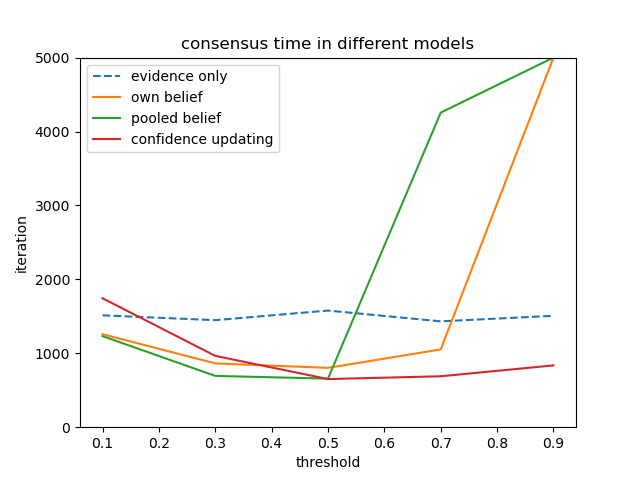 consensus time in different models
evidence only
own belief
pooled belief
confidence updating
iteration
5000
4000
3000
2000
1000
0
0.1 0.2 0.3 0.4 0.5 0.6 0.7 0.8 0.9
threshold